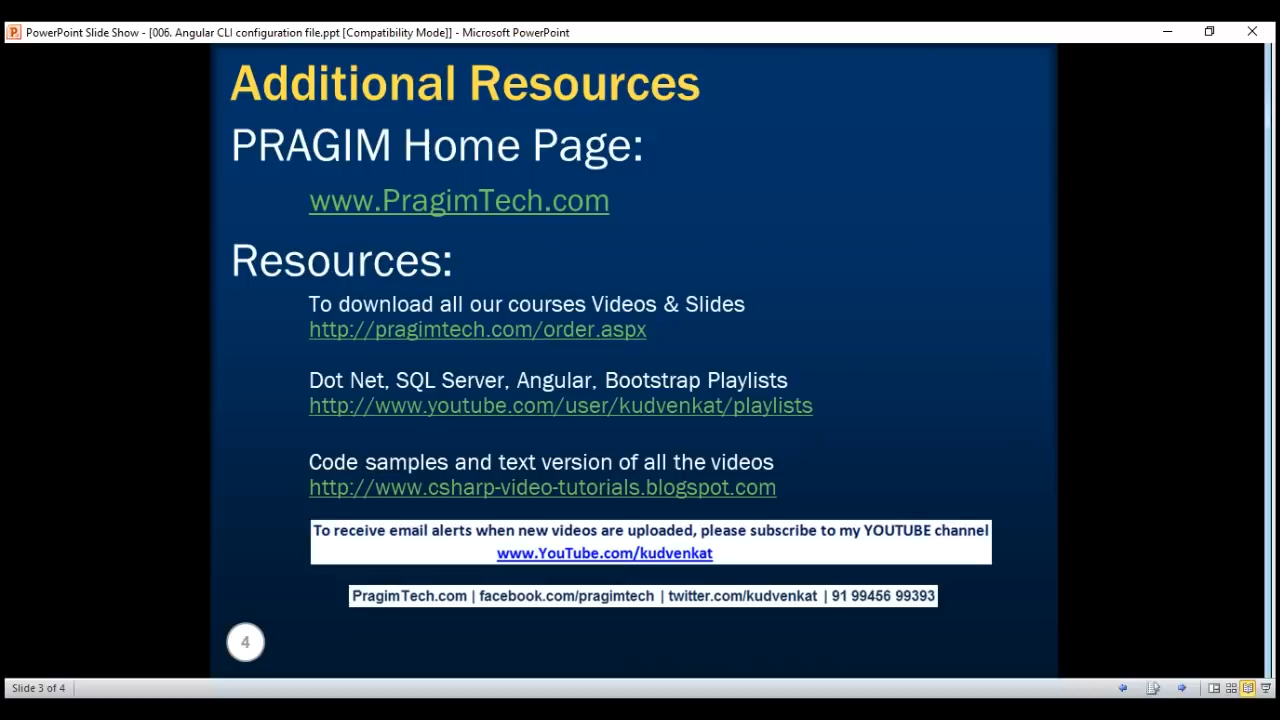 PowerPoint Slide Show - [006. Angular CLI configuration file.ppt [Compatibility Mode]] - Microsoft PowerPoint
Additional Resources
PRAGIM Home Page:
www.PragimTech.com
Resources:
To download all our courses Videos & Slides
http://pragimtech.com/order.aspx
Dot Net, SQL Server, Angular, Bootstrap Playlists
http://www.youtube.com/user/kudvenkat/playlists
Code samples and text version of all the videos
http://www.csharp-video-tutorials.blogspot.com
To receive email alerts when new videos are uploaded, please subscribe to my YOUTUBE channel
www.YouTube.com/kudvenkat
PragimTech.com | facebook.com/pragimtech | twitter.com/kudvenkat | 91 99456 99393
4
Slide 3 of 4